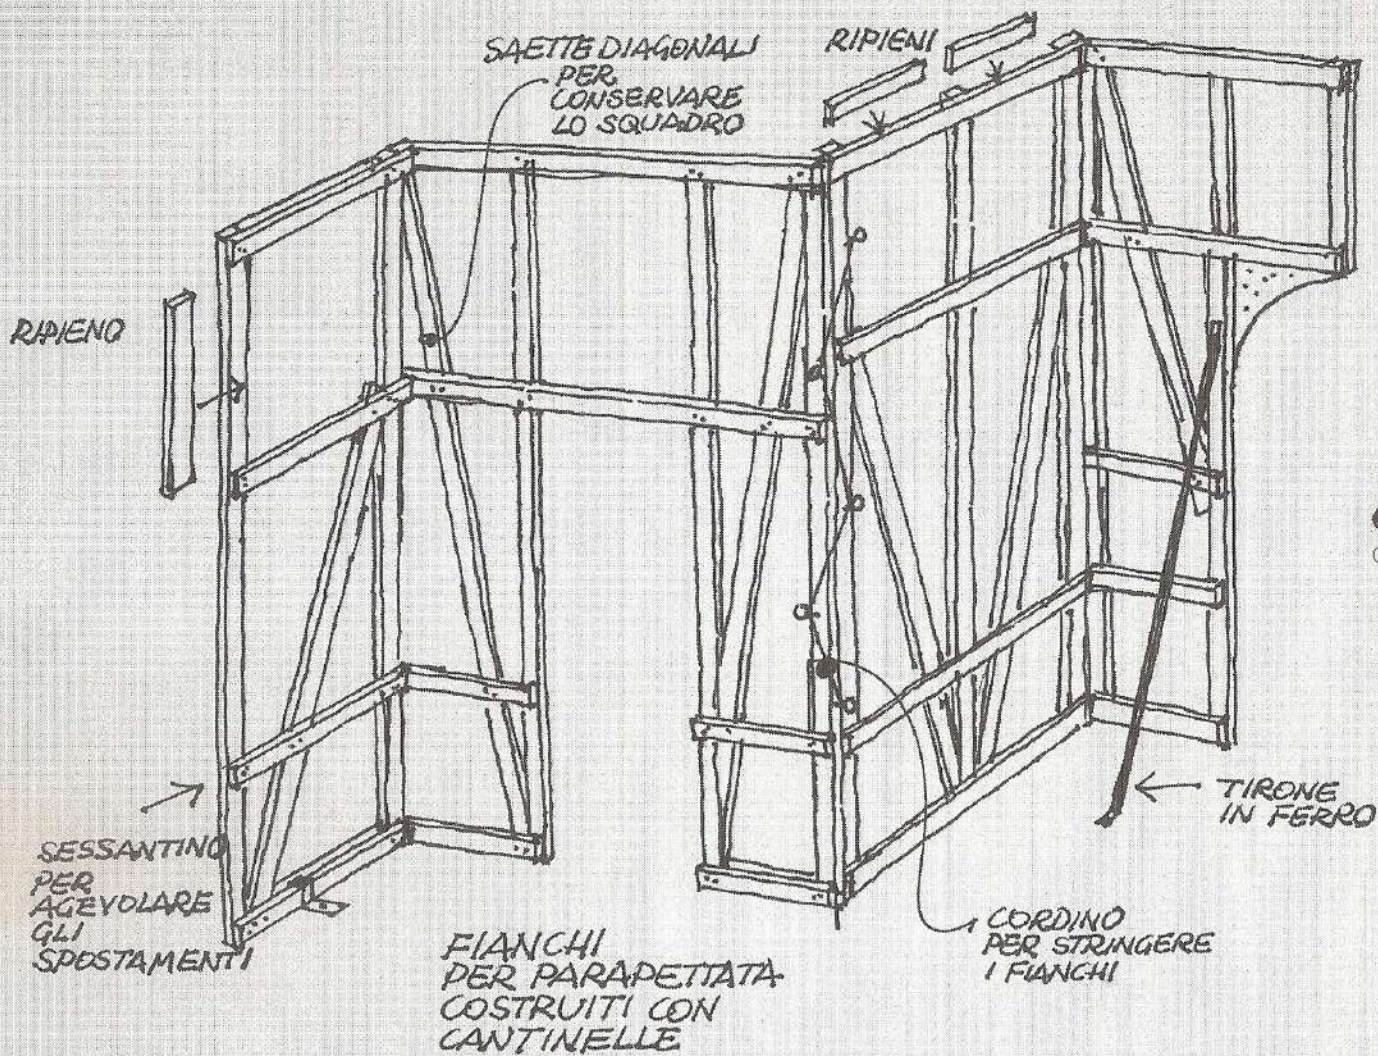 SAETTE DIAGONALI
PER
CONSERVARE
LO SQUADRO
RIPIENI
RIPIENO
SESSANTINO
PER
AGEVOLARE
GLI
SPOSTAMENTI
TIRONE
IN FERRO
CORDINO
PER STRINGERE
I FIANCHI
FIANCHI
PER PARAPETTATA
COSTRUITI CON
CANTINELLE